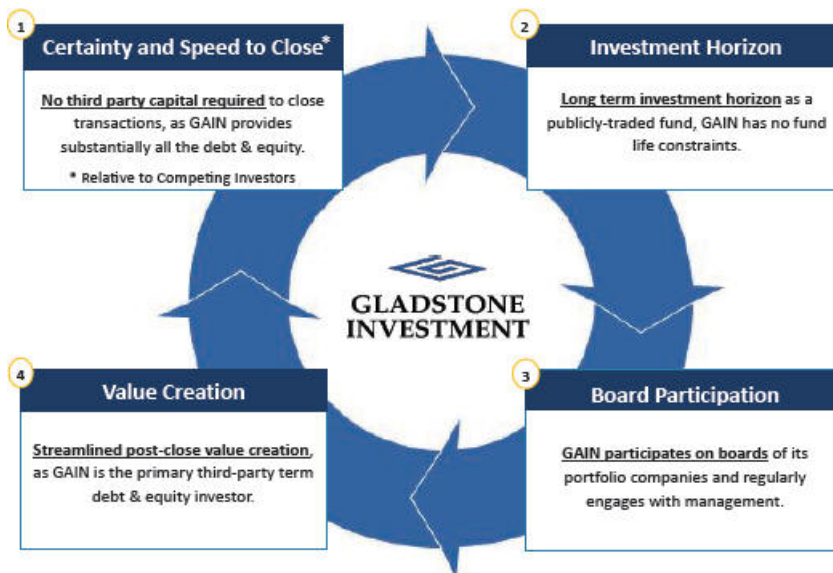 1
Certainty and Speed to Close*
No third party capital required to close
transactions, as GAIN provides
substantially all the debt & equity.
* Relative to Competing Investors
2
Investment Horizon
Long term investment horizon as a
publicly-traded fund, GAIN has no fund
life constraints.
GLADSTONE
INVESTMENT
3
Board Participation
GAIN participates on boards of its
portfolio companies and regularly
engages with management.
4
Value Creation
Streamlined post-close value creation,
as GAIN is the primary third-party term
debt & equity investor.